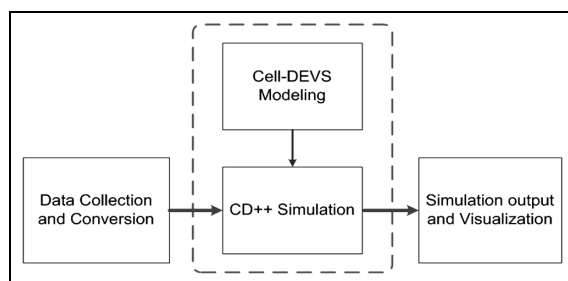 Cell-DEVS
Modeling
Data Collection
and Conversion
CD++ Simulation
Simulation output
and Visualization